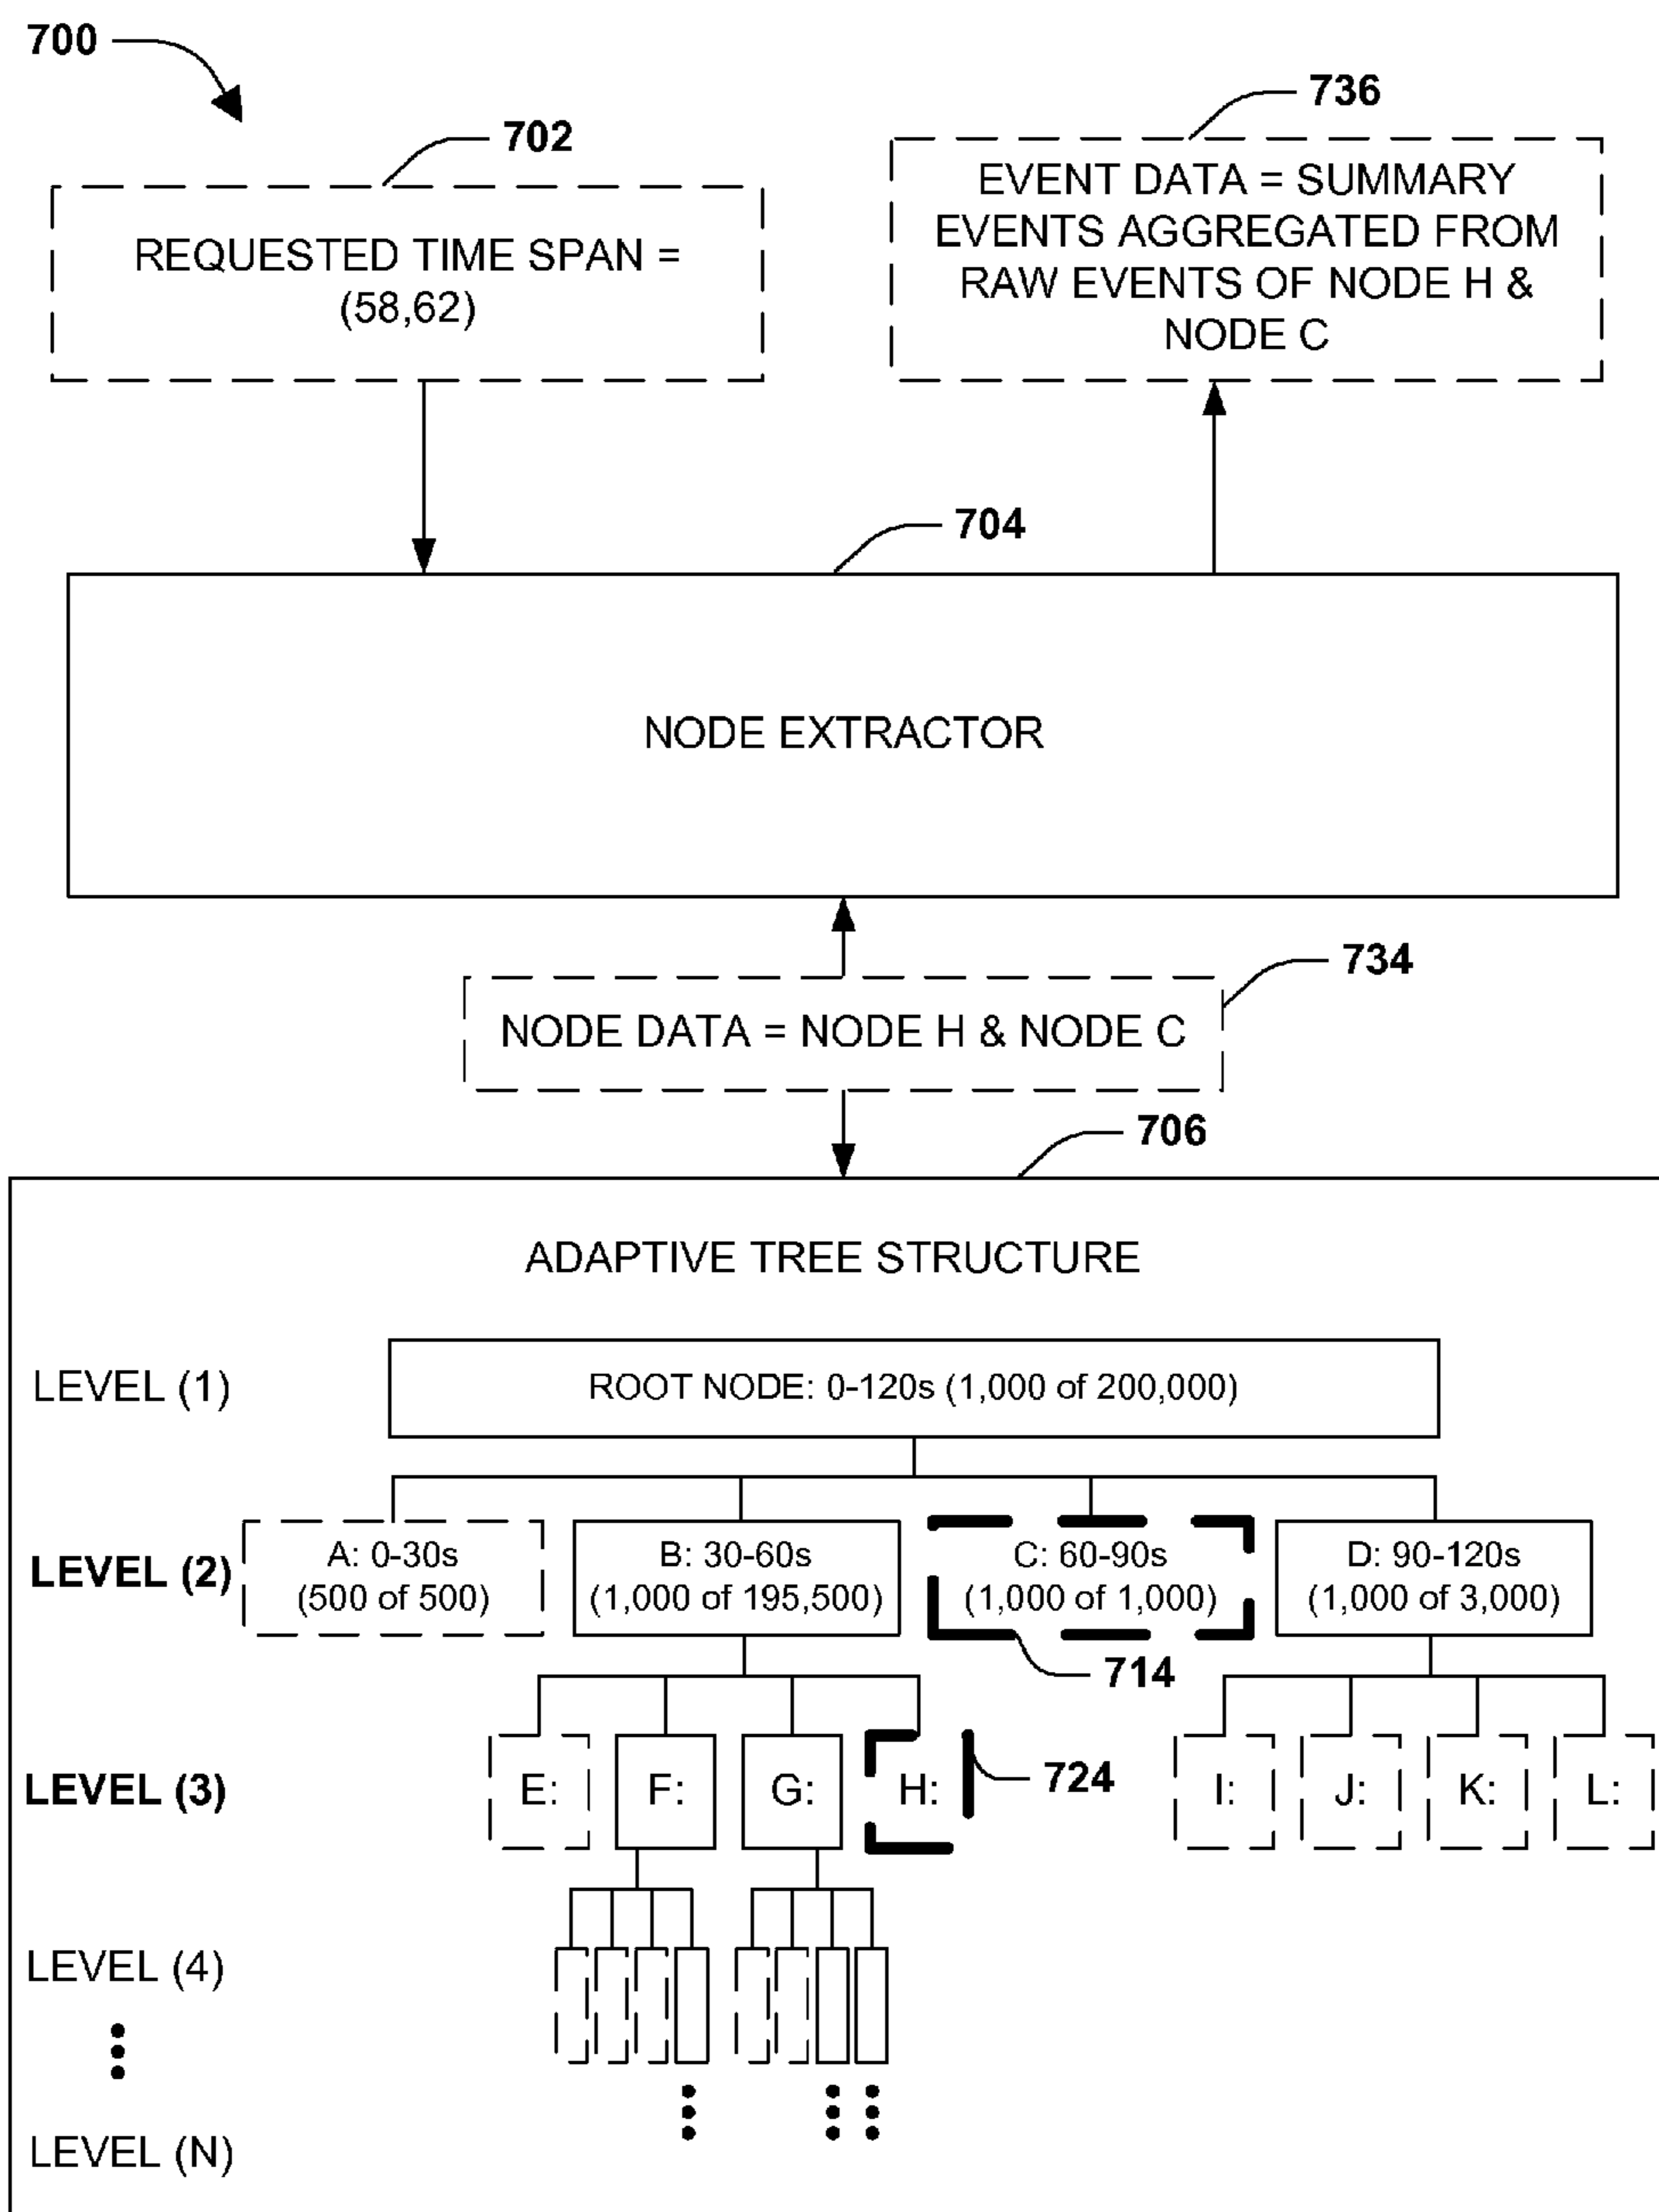 700
702
736
REQUESTED TIME SPAN =
(58,62)
EVENT DATA = SUMMARY
EVENTS AGGREGATED FROM
RAW EVENTS OF NODE H &
NODE C
704
NODE EXTRACTOR
734
NODE DATA = NODE H & NODE C
706
ADAPTIVE TREE STRUCTURE
LEVEL (1)
ROOT NODE: 0-120s (1,000 of 200,000)
LEVEL (2)
A: 0-30s
(500 of 500)
B: 30-60s
(1,000 of 195,500)
C: 60-90s
(1,000 of 1,000)
D: 90-120s
(1,000 of 3,000)
714
LEVEL (3)
E:
F:
G:
H:
724
I:
J:
K:
L:
LEVEL (4)
LEVEL (N)